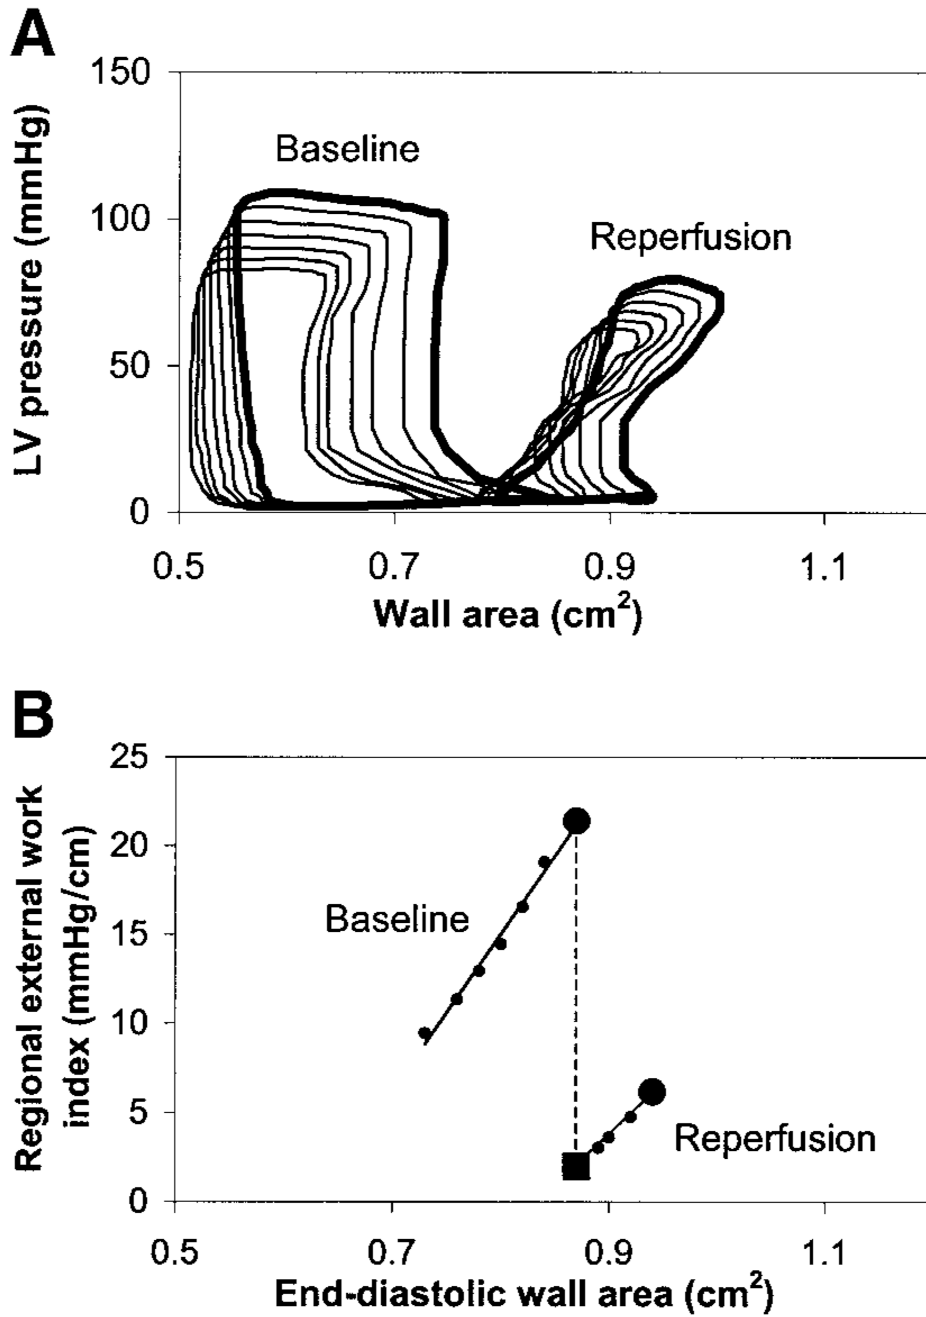 A
LV pressure (mmHg)
150
100
50
0
Baseline
Reperfusion
0.5 0.7 0.9 1.1
Wall area (cm²)
B
Regional external work
index (mmHg/cm)
25
20
15
10
5
0
Baseline
Reperfusion
0.5 0.7 0.9 1.1
End-diastolic wall area (cm²)